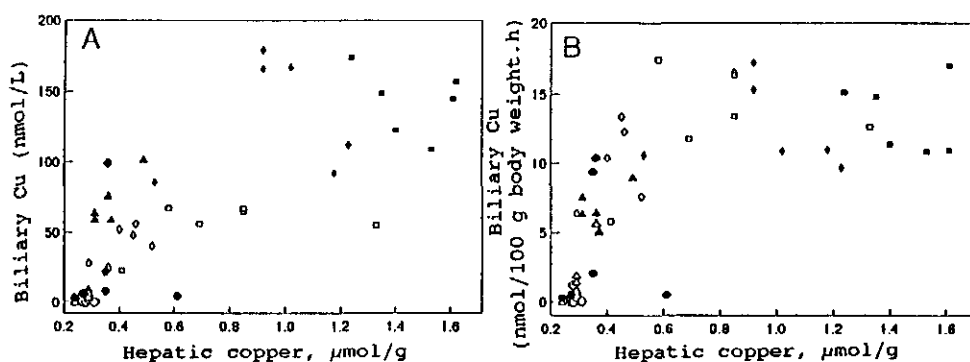 A
Biliary Cu (nmol/L)
200
150
100
50
0
0.2 0.4 0.6 0.8 1.0 1.2 1.4 1.6
Hepatic copper, µmol/g
B
Biliary Cu
(nmol/100 g body weight.h)
20
15
10
5
0
0.2 0.4 0.6 0.8 1.0 1.2 1.4 1.6
Hepatic copper, µmol/g